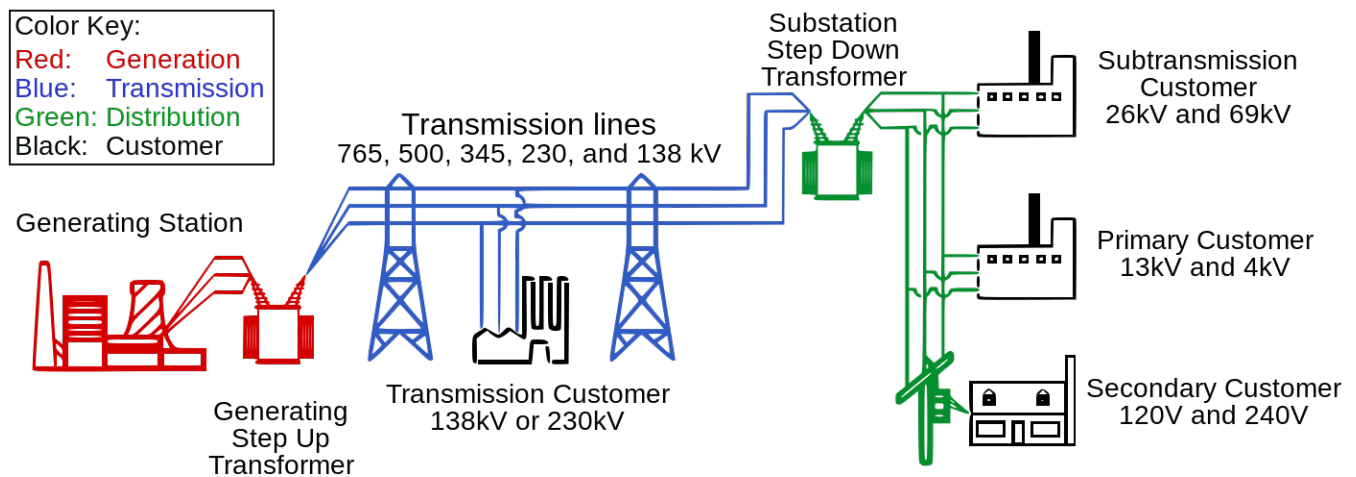 Color Key:
Red: Generation
Blue: Transmission
Green: Distribution
Black: Customer
Generating Station
Generating
Step Up
Transformer
Transmission lines
765, 500, 345, 230, and 138 kV
Transmission Customer
138kV or 230kV
Substation
Step Down
Transformer
Subtransmission
Customer
26kV and 69kV
Primary Customer
13kV and 4kV
Secondary Customer
120V and 240V